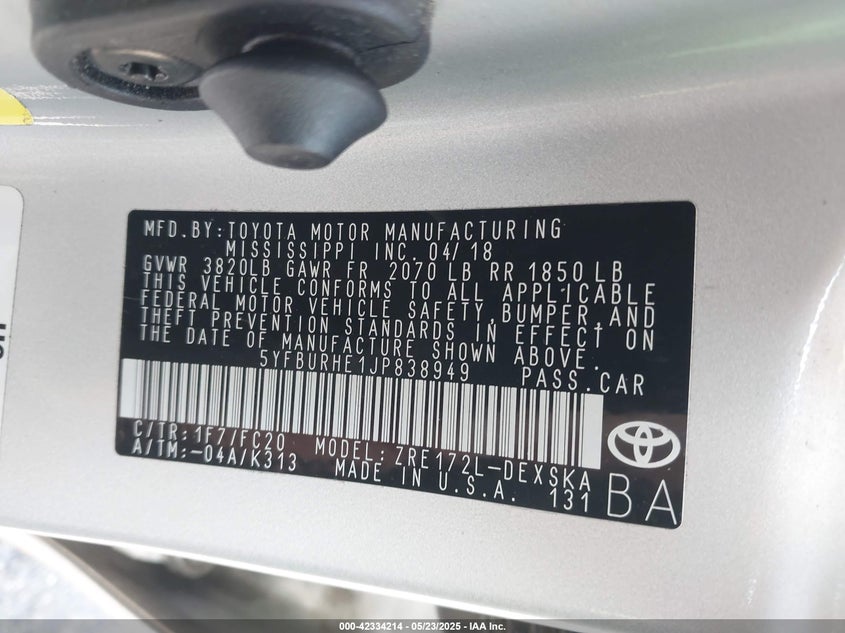 MFD.BY:TOYOTA MOTOR MANUFACTURING
MISSISSIPPI INC. 04/18
GVWR 3820LB GAWR FR 2070 LB RR 1850 LB
THIS VEHICLE CONFORMS TO ALL APPLICABLE
FEDERAL MOTOR VEHICLE SAFETY,BUMPER,AND
THEFT PREVENTION STANDARDS IN EFFECT ON
THE DATE OF MANUFACTURE SHOWN ABOVE.
5YFBURHE1JP838949 PASS.CAR
C/TR:1F7/FC20 MODEL: ZRE172L-DEXSKA
A/TM:-04A/K313 MADE IN U.S.A. 131
BA
000-42334214 - 05/23/2025 - IAA Inc.